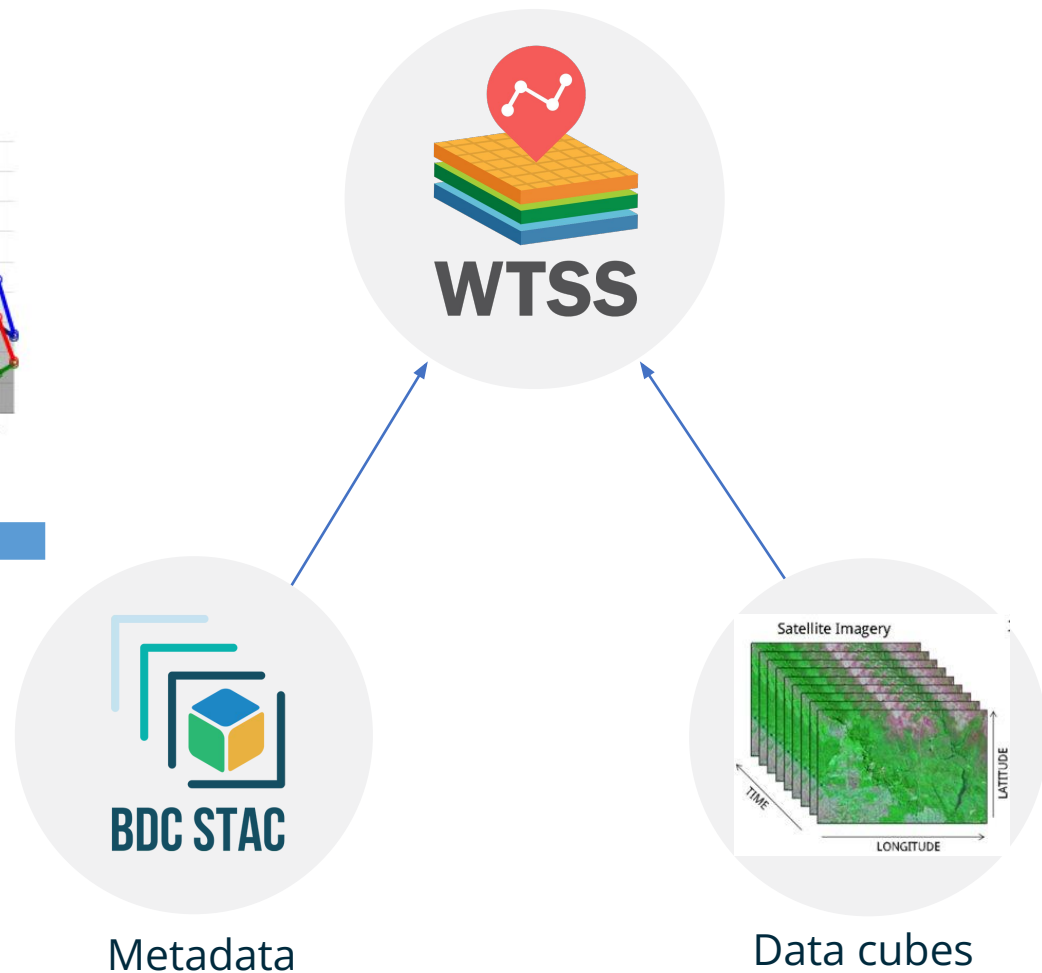 WTSS
BDC STAC
Metadata
Satellite Imagery
TIME
LATITUDE
LONGITUDE
Data cubes